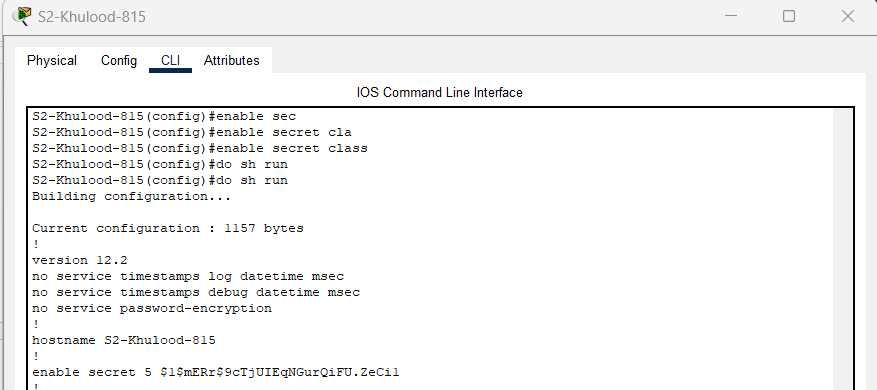 S2-Khulood-815
Physical Config CLI Attributes
IOS Command Line Interface
S2-Khulood-815(config)#enable sec
S2-Khulood-815(config)#enable secret cla
S2-Khulood-815(config)#enable secret class
S2-Khulood-815(config)#do sh run
S2-Khulood-815(config)#do sh run
Building configuration...
Current configuration : 1157 bytes
!
version 12.2
no service timestamps log datetime msec
no service timestamps debug datetime msec
no service password-encryption
!
hostname S2-Khulood-815
!
enable secret 5 $1$mERr$9cTjUIEqNGurQiFU.ZeCi1
!